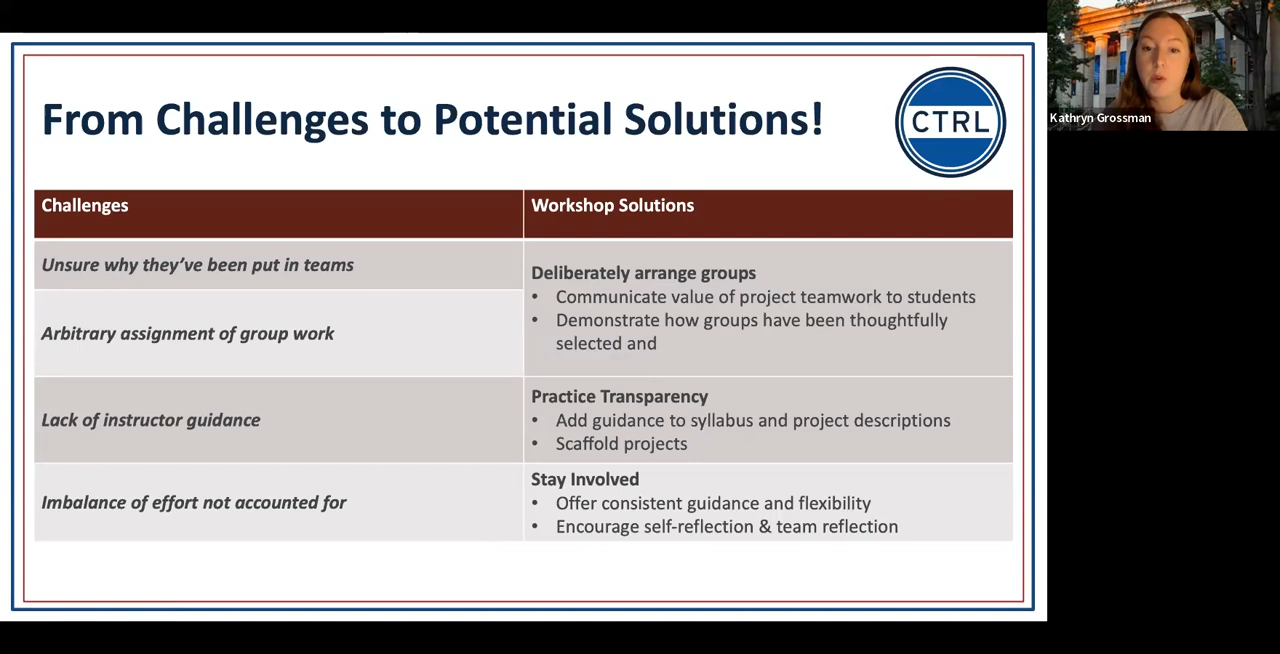 From Challenges to Potential Solutions!
CTRL
Kathryn Grossman
Challenges
Workshop Solutions
Unsure why they've been put in teams
Deliberately arrange groups
• Communicate value of project teamwork to students
• Demonstrate how groups have been thoughtfully
selected and
Arbitrary assignment of group work
Lack of instructor guidance
Practice Transparency
• Add guidance to syllabus and project descriptions
• Scaffold projects
Imbalance of effort not accounted for
Stay Involved
• Offer consistent guidance and flexibility
• Encourage self-reflection & team reflection